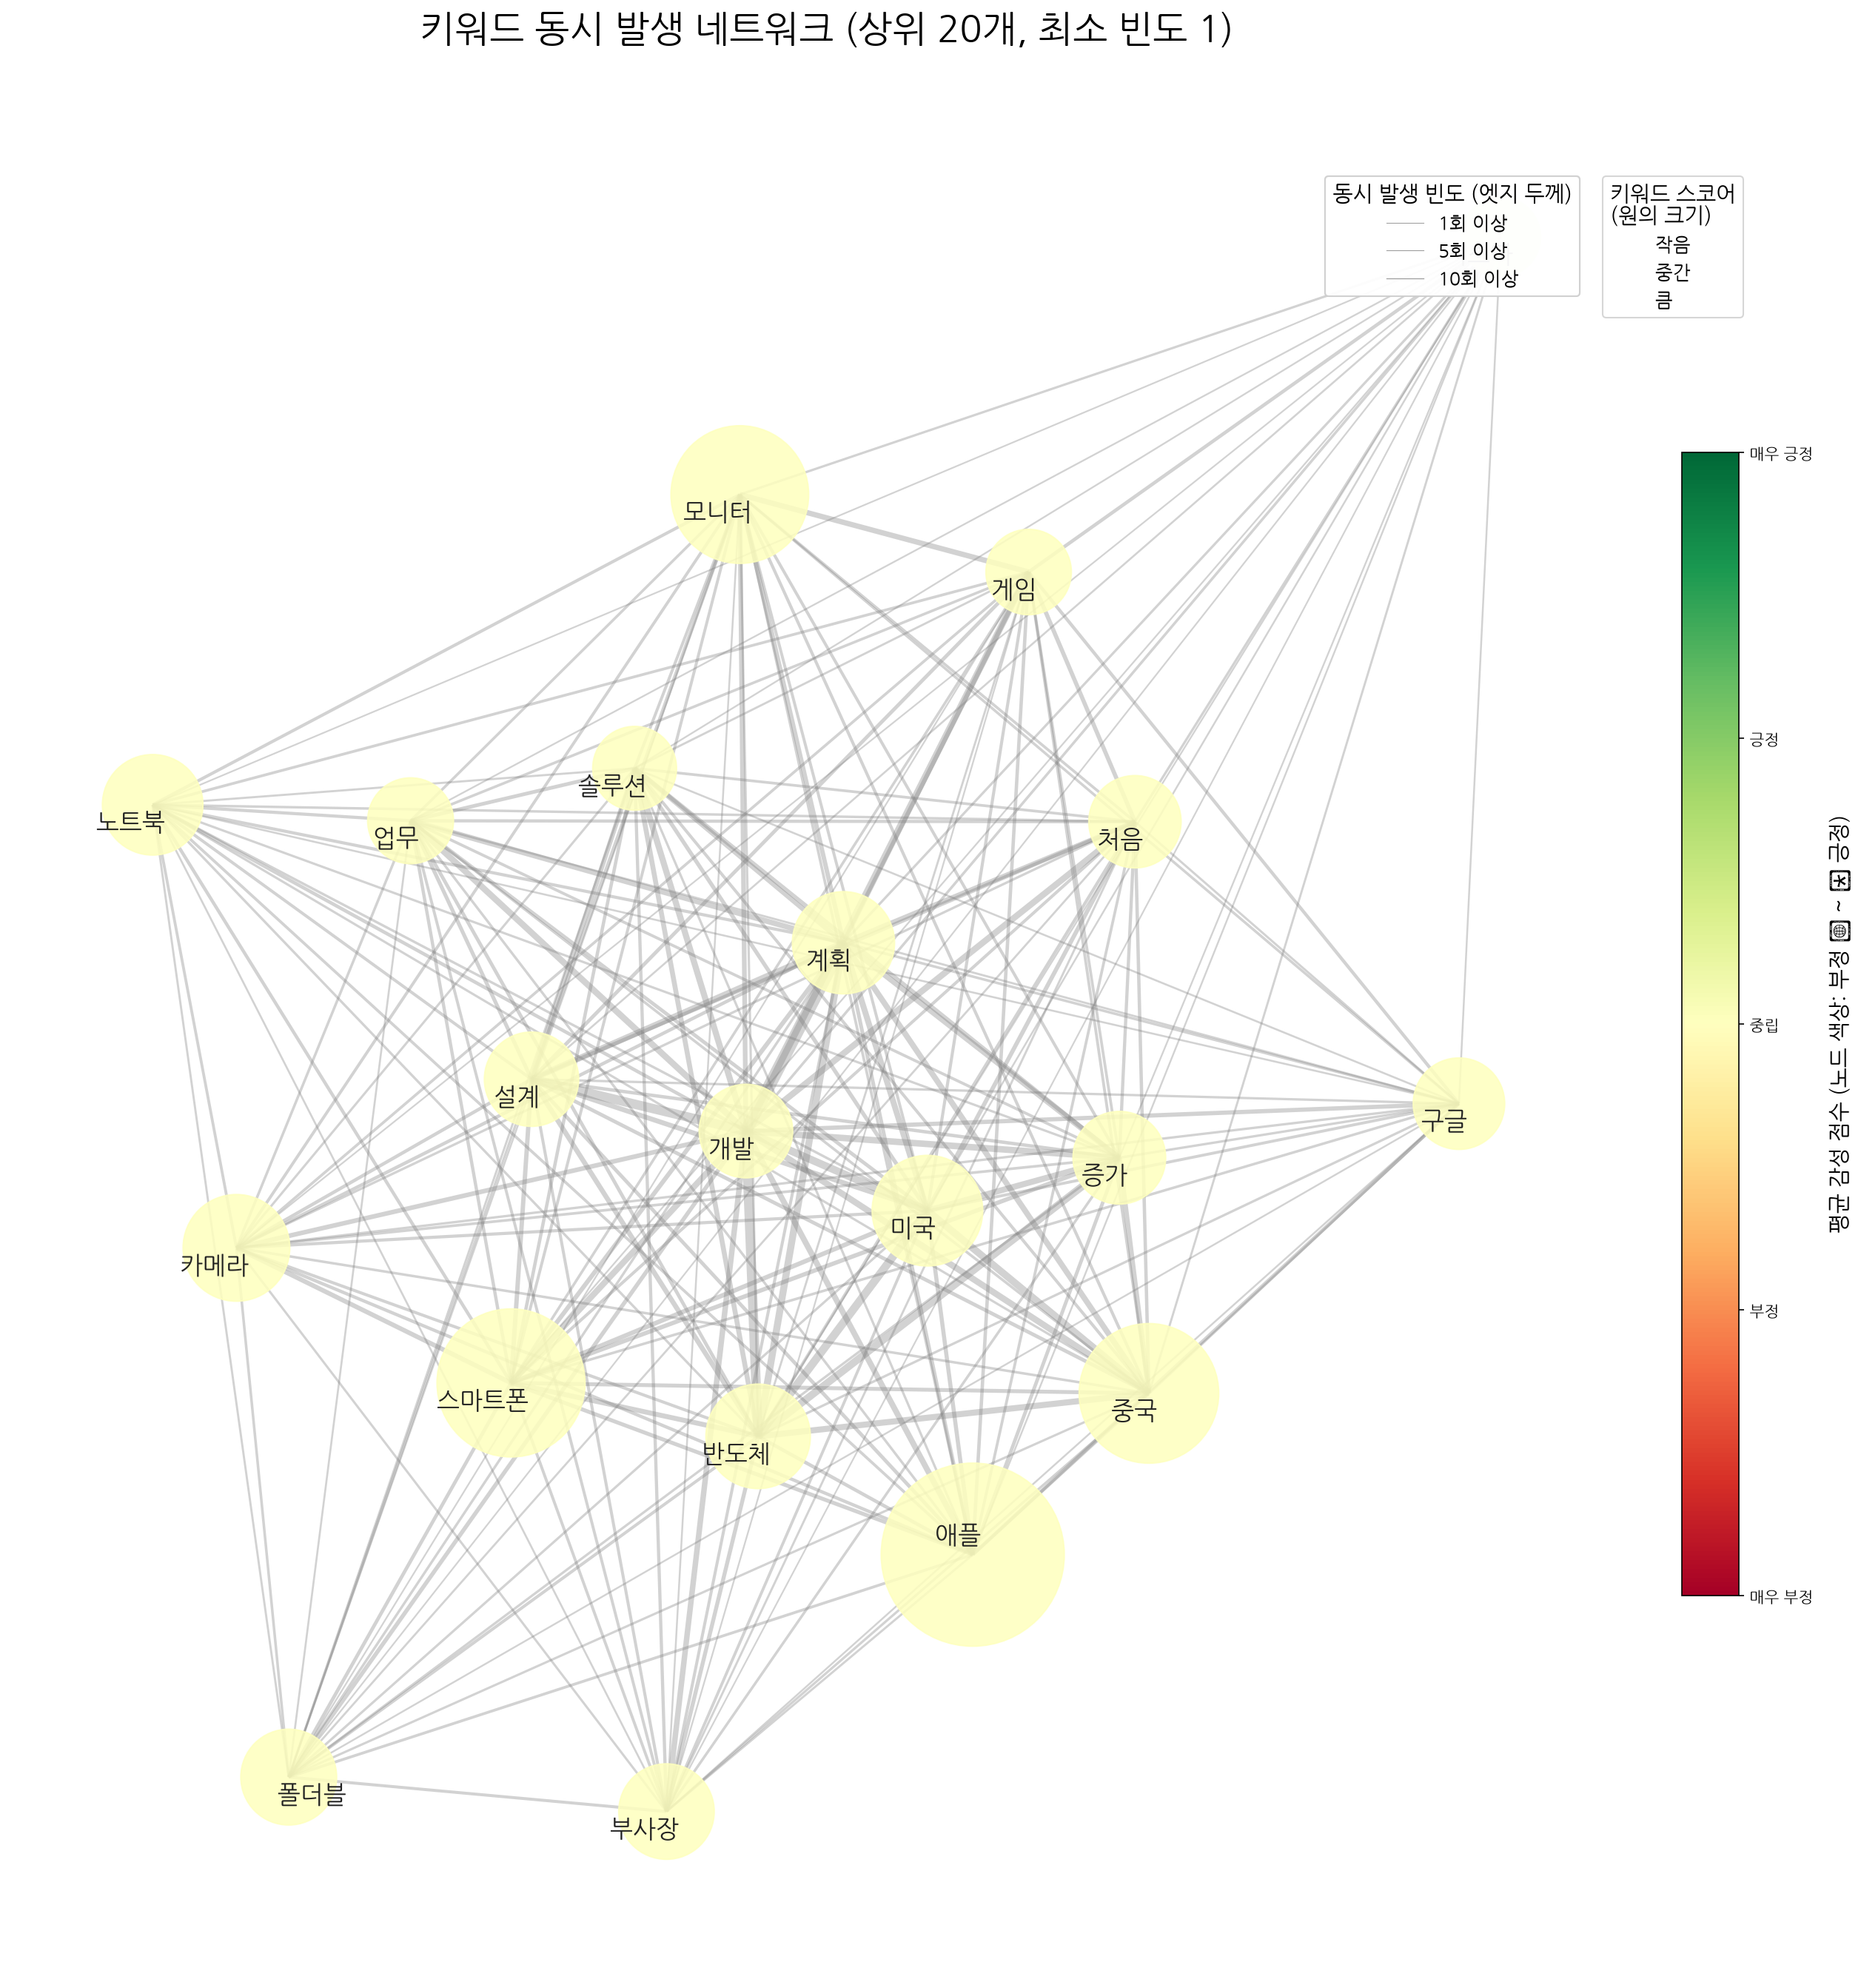 키워드 동시 발생 네트워크 (상위 20개, 최소 빈도 1)
동시 발생 빈도 (엣지 두께)
1회 이상
5회 이상
10회 이상
키워드 스코어
(원의 크기)
작음
중간
큼
모니터
게임
솔루션
노트북
업무
처음
계획
설계
개발
증가
구글
미국
카메라
스마트폰
중국
반도체
애플
폴더블
부사장
매우 긍정
긍정
중립
부정
매우 부정
평균 감성 점수 (노드 색상: 부정 ~ 긍정)